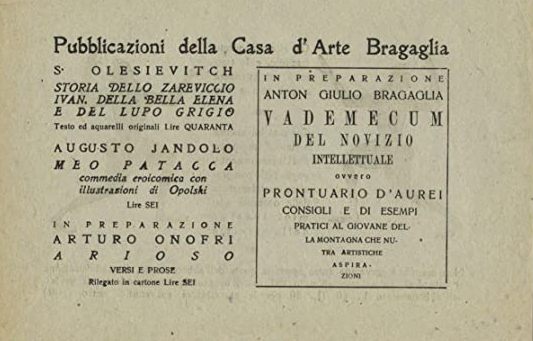 Pubblicazioni della Casa d'Arte Bragaglia
S· OLESIEVITCH
STORIA DELLO ZAREVICCIO
IVAN, DELLA BELLA ELENA
E DEL LUPO GRIGIO
Testo ed aquarelli originali Lire QUARANTA
AUGUSTO JANDOLO
MEO PATACCA
commedia eroicomica con
illustrazioni di Opolski
Lire SEI
IN PREPARAZIONE
ARTURO ONOFRI
ARIOSO
VERSI E PROSE
Rilegato in cartone Lire SEI
IN PREPARAZIONE
ANTON GIULIO BRAGAGLIA
VADEMECUM
DEL NOVIZIO
INTELLETTUALE
ovvero
PRONTUARIO D'AUREI
CONSIGLI E DI ESEMPI
PRATICI AL GIOVANE DEL-
LA MONTAGNA CHE NU-
TRA ARTISTICHE
ASPIRA-
ZIONI